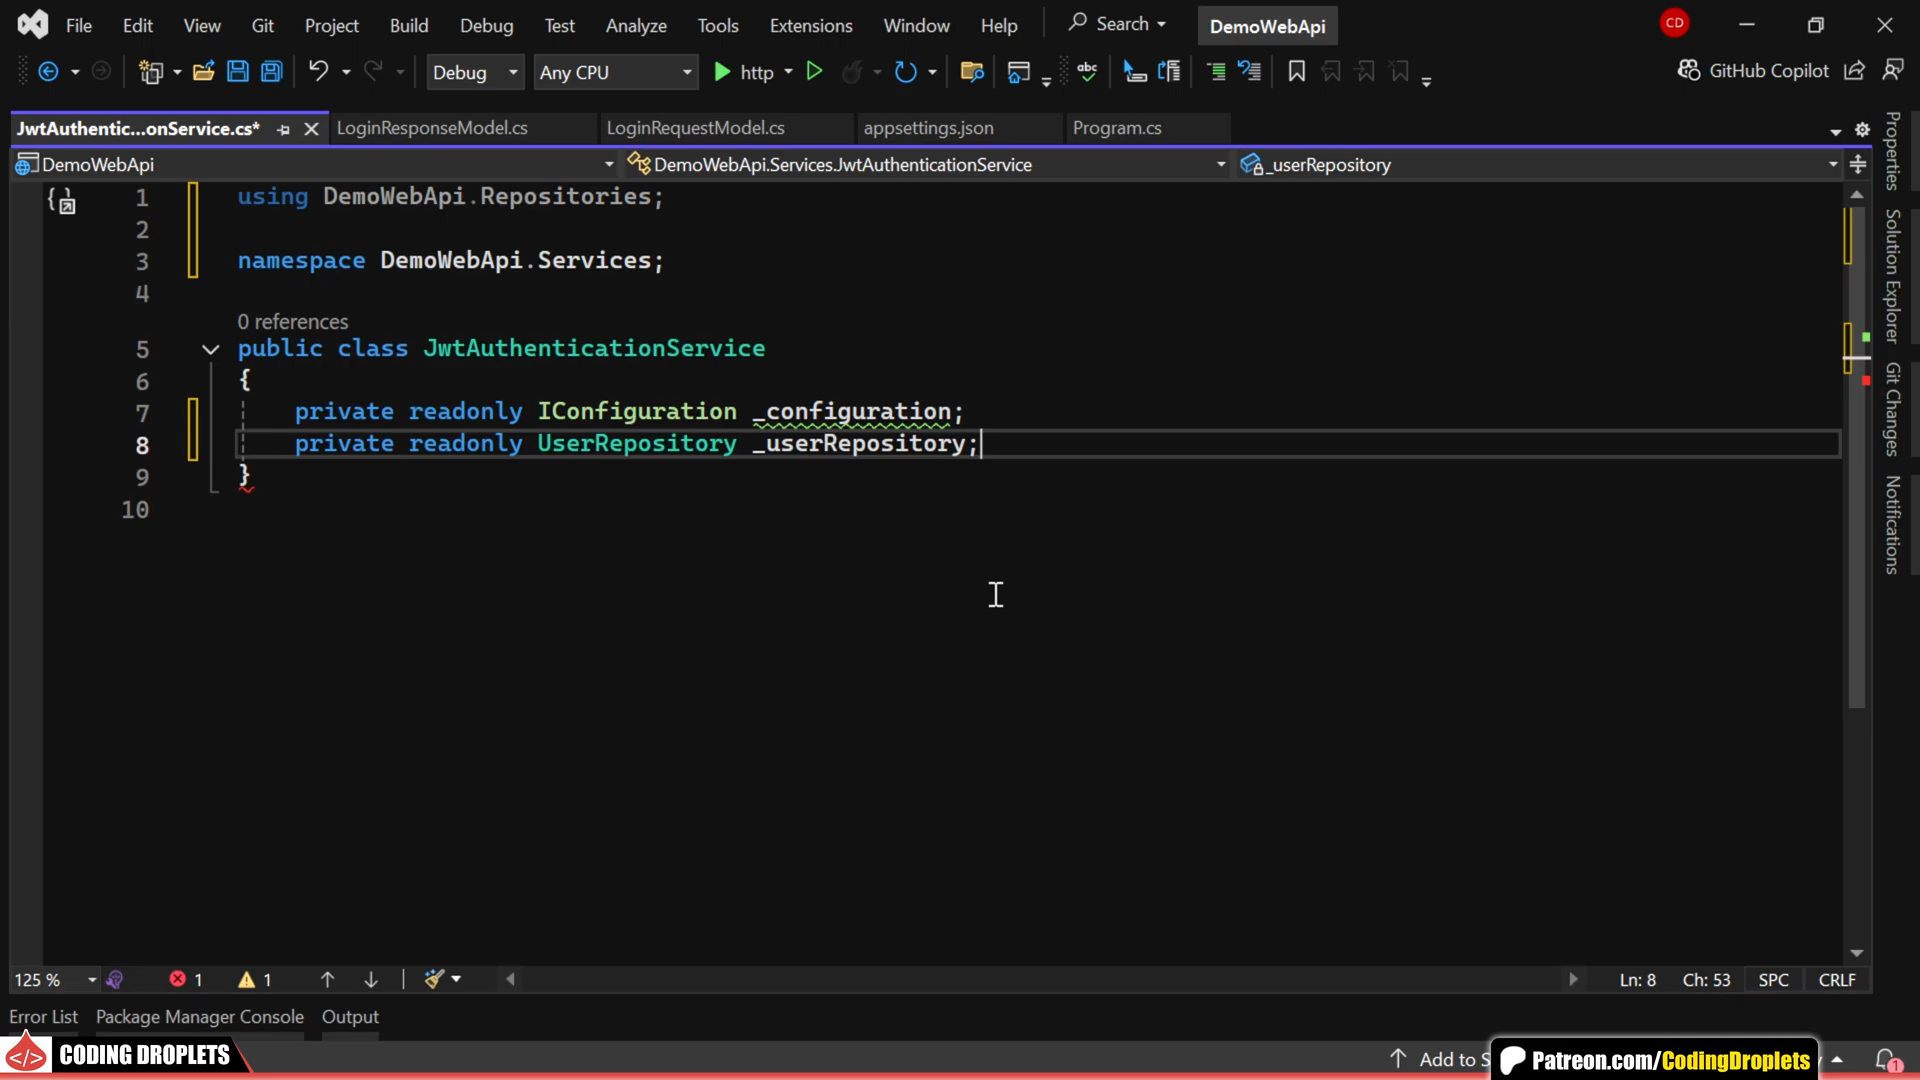 File Edit View Git Project Build Debug Test Analyze Tools Extensions Window Help Search DemoWebApi CD
Debug Any CPU http abc GitHub Copilot
JwtAuthentic...onService.cs* LoginResponseModel.cs LoginRequestModel.cs appsettings.json Program.cs
DemoWebApi DemoWebApi.Services.JwtAuthenticationService _userRepository
1 using DemoWebApi.Repositories;
2
3 namespace DemoWebApi.Services;
4
0 references
5 public class JwtAuthenticationService
6 {
7 private readonly IConfiguration _configuration;
8 private readonly UserRepository _userRepository;
9 }
10
Properties
Solution Explorer
Git Changes
Notifications
125 % 1 1 Ln: 8 Ch: 53 SPC CRLF
Error List Package Manager Console Output
</> CODING DROPLETS Add to Patreon.com/CodingDroplets 1